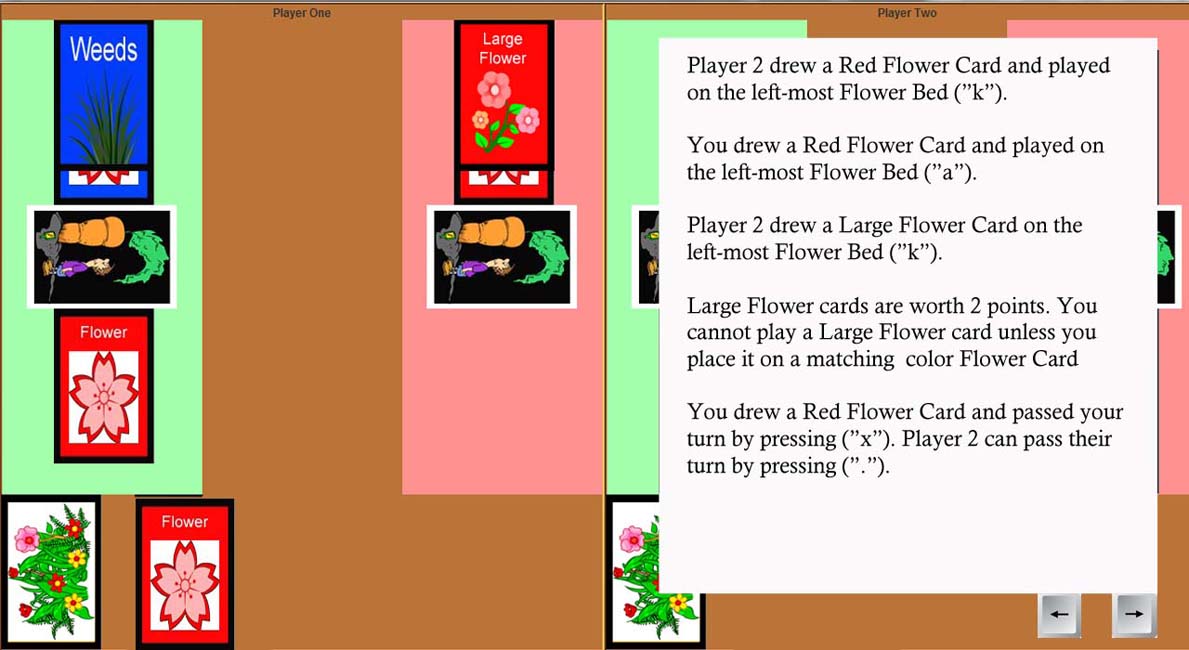 Player One
Player Two
Weeds
Large
Flower
Flower
Flower
Player 2 drew a Red Flower Card and played
on the left-most Flower Bed ("k").
You drew a Red Flower Card and played on
the left-most Flower Bed ("a").
Player 2 drew a Large Flower Card on the
left-most Flower Bed ("k").
Large Flower cards are worth 2 points. You
cannot play a Large Flower card unless you
place it on a matching  color Flower Card
You drew a Red Flower Card and passed your
turn by pressing ("x"). Player 2 can pass their
turn by pressing (".").